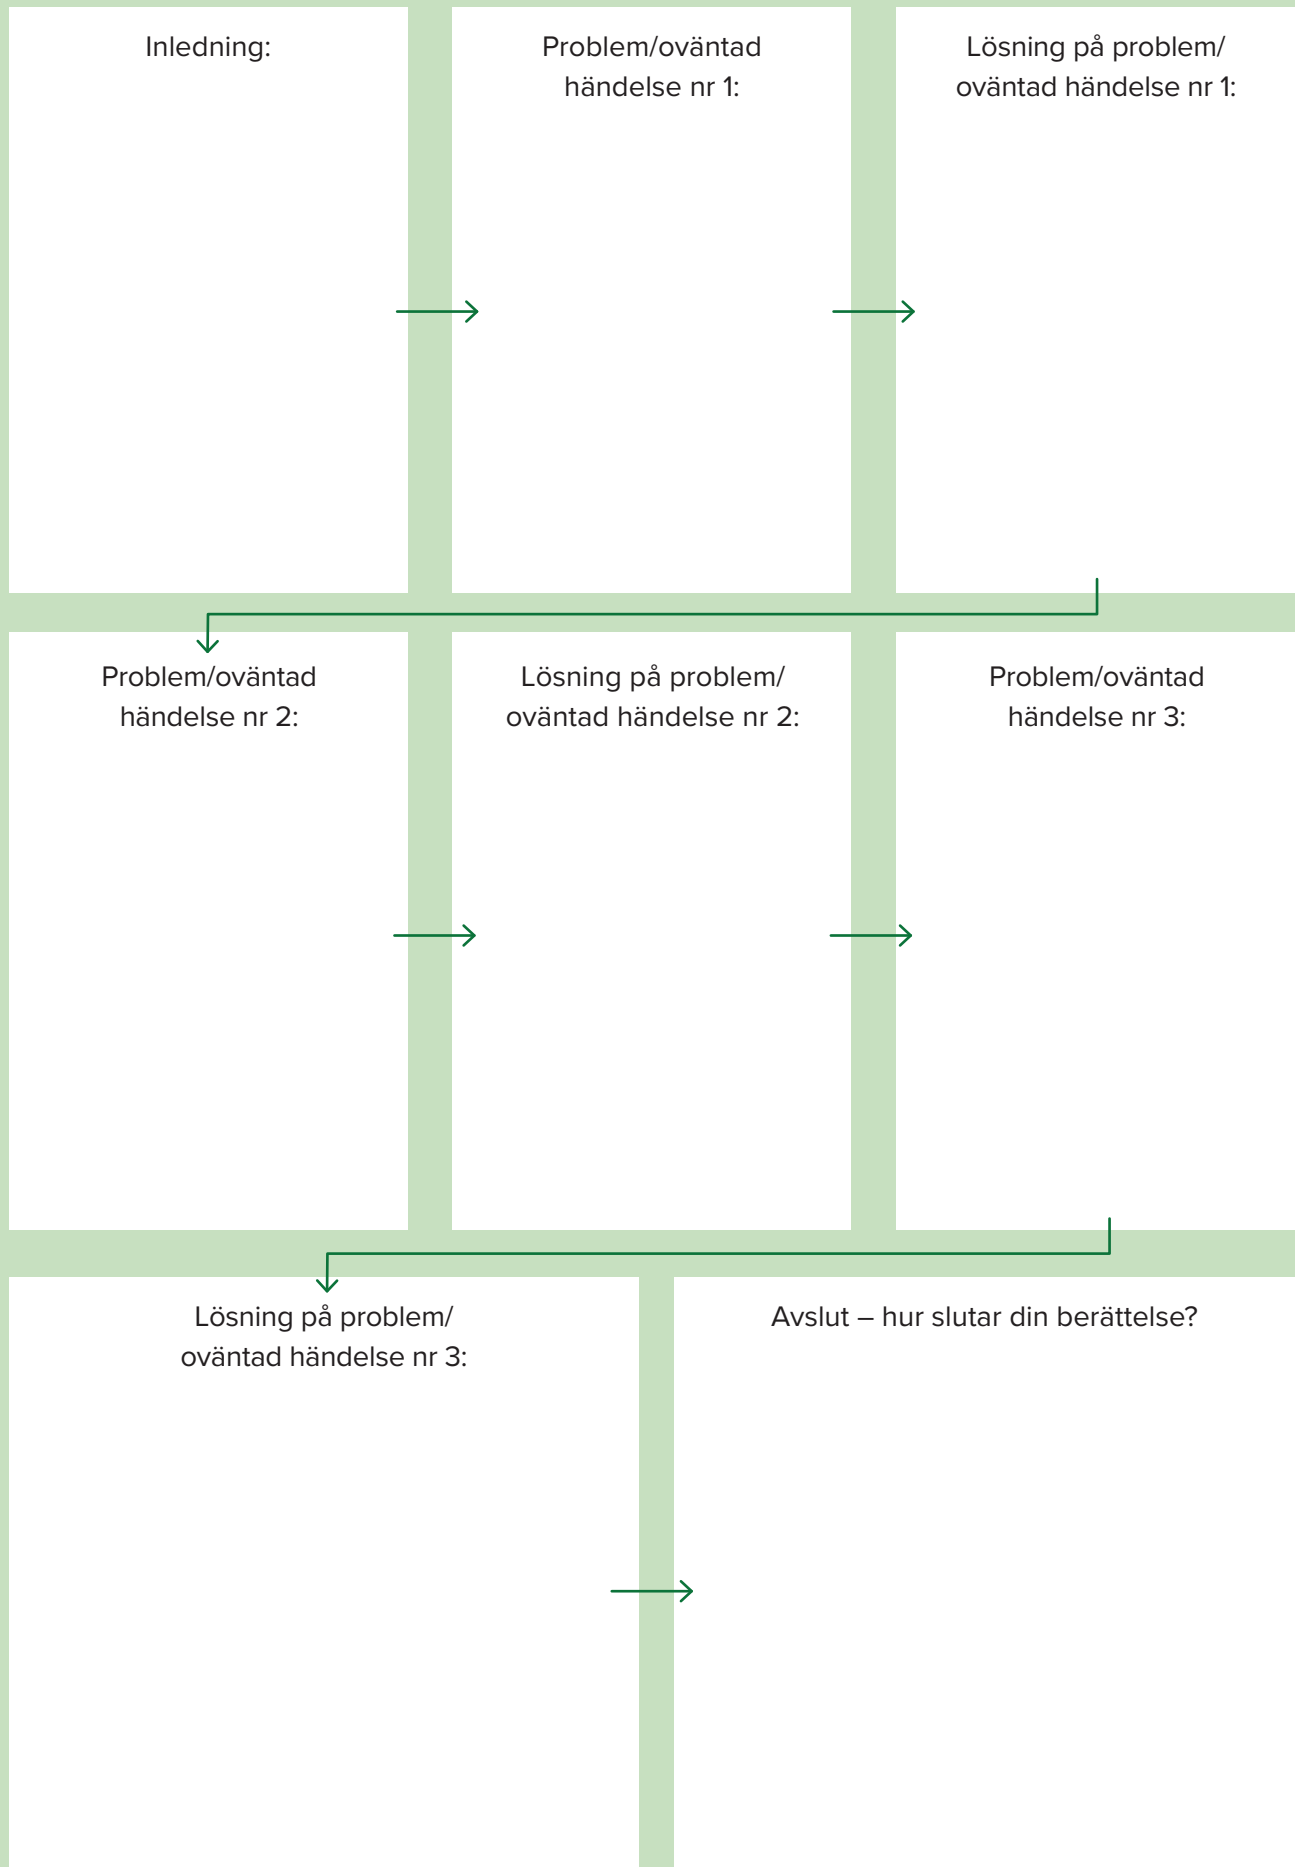 Inledning:
Problem/oväntad
händelse nr 1:
Lösning på problem/
oväntad händelse nr 1:
Problem/oväntad
händelse nr 2:
Lösning på problem/
oväntad händelse nr 2:
Problem/oväntad
händelse nr 3:
Lösning på problem/
oväntad händelse nr 3:
Avslut – hur slutar din berättelse?